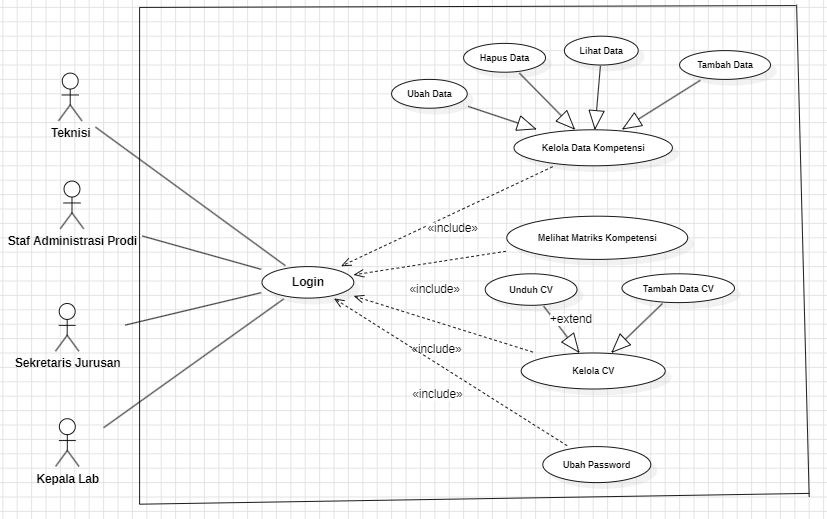 Hapus Data
Lihat Data
Tambah Data
Ubah Data
Teknisi
Kelola Data Kompetensi
Staf Administrasi Prodi
«include»
Melihat Matriks Kompetensi
Login
«include»
Unduh CV
Tambah Data CV
+extend
Sekretaris Jurusan
«include»
Kelola CV
«include»
Kepala Lab
Ubah Password